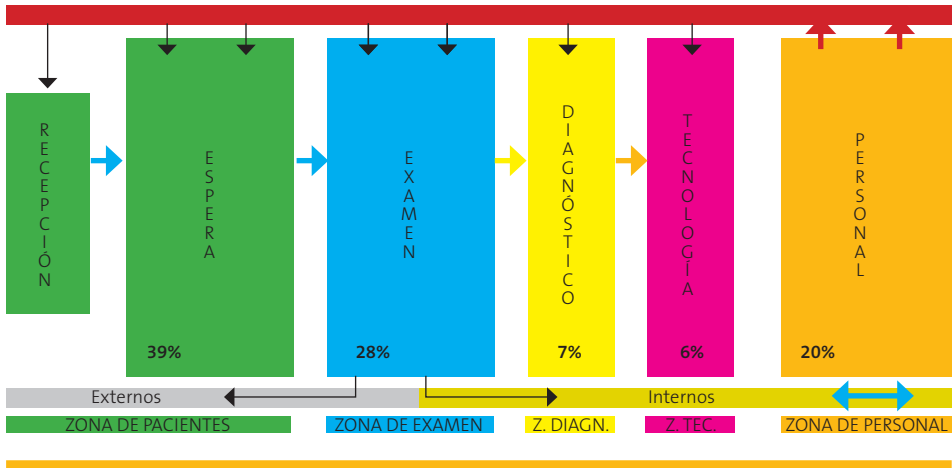 RECEPCIÓN
ESPERA
EXAMEN
DIAGNÓSTICO
TECNOLOGÍA
PERSONAL
39%
28%
7%
6%
20%
Externos
Internos
ZONA DE PACIENTES
ZONA DE EXAMEN
Z. DIAGN.
Z. TEC.
ZONA DE PERSONAL